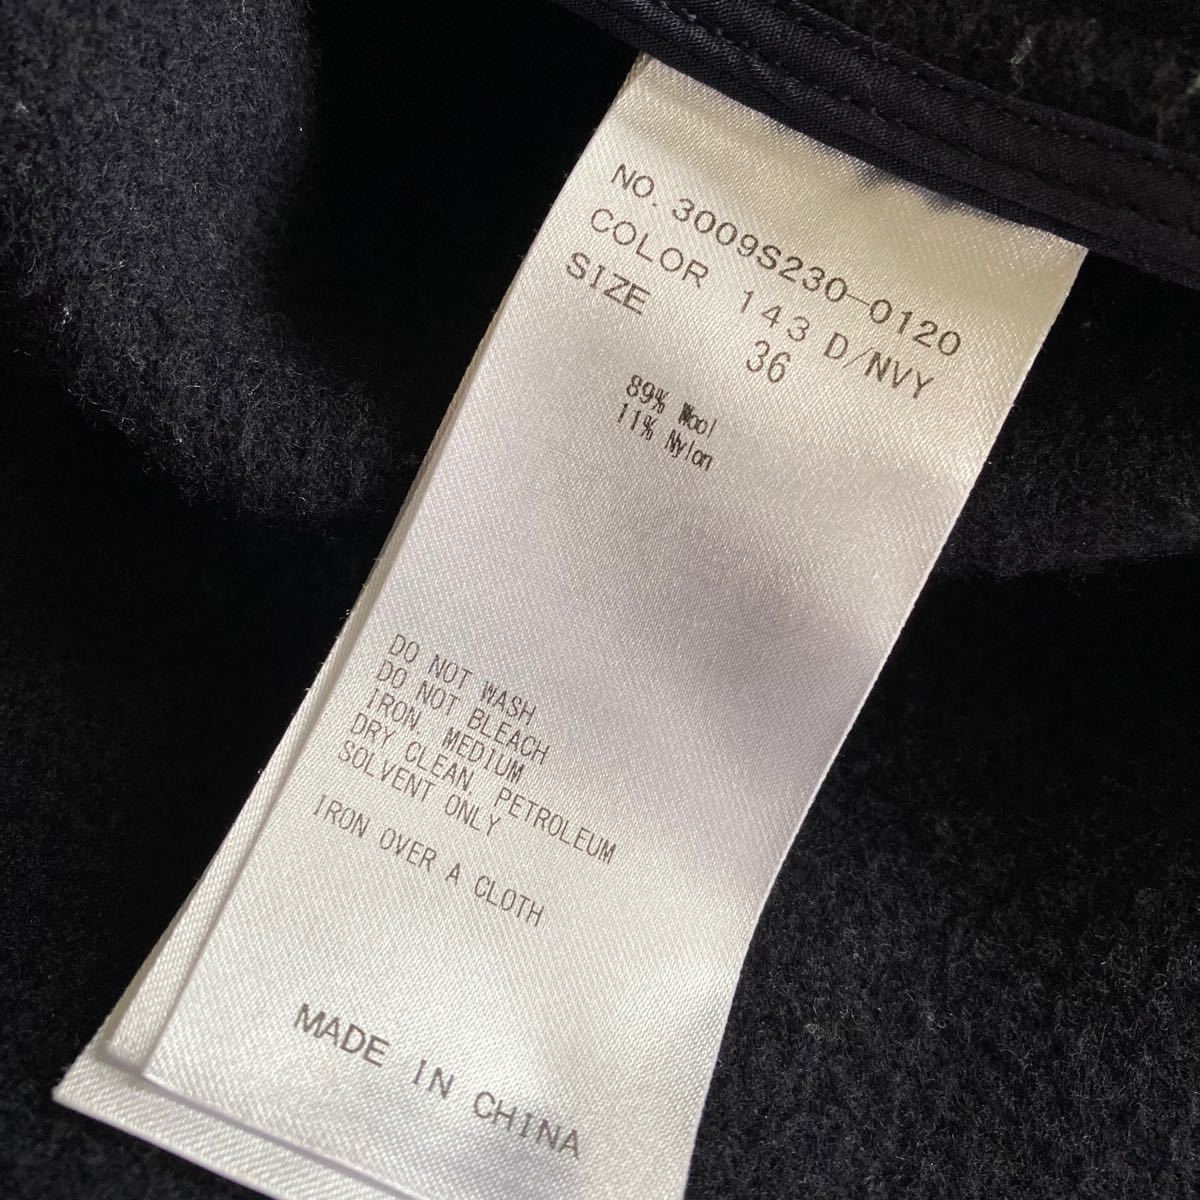 NO. 3009S230-0120
COLOR 143 D/NVY
SIZE 36
89% Wool
11% Nylon
DO NOT WASH
DO NOT BLEACH
IRON, MEDIUM
DRY CLEAN, PETROLEUM
SOLVENT ONLY
IRON OVER A CLOTH
MADE IN CHINA